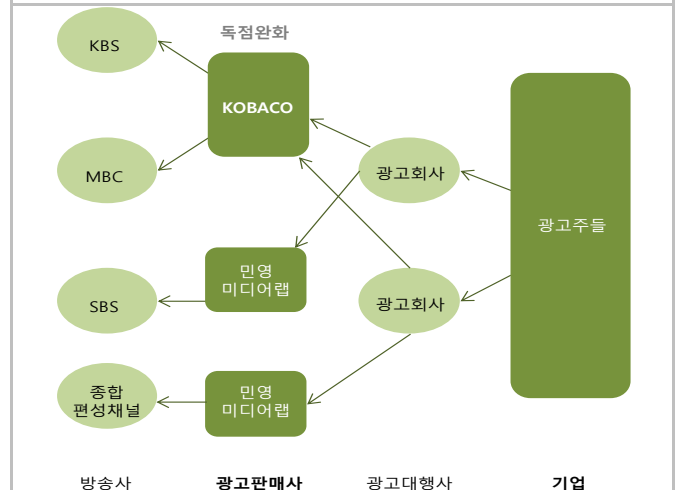 독점완화
KBS
KOBACO
MBC
광고회사
광고주들
민영
미디어랩
SBS
광고회사
종합
편성채널
민영
미디어랩
방송사
광고판매사
광고대행사
기업